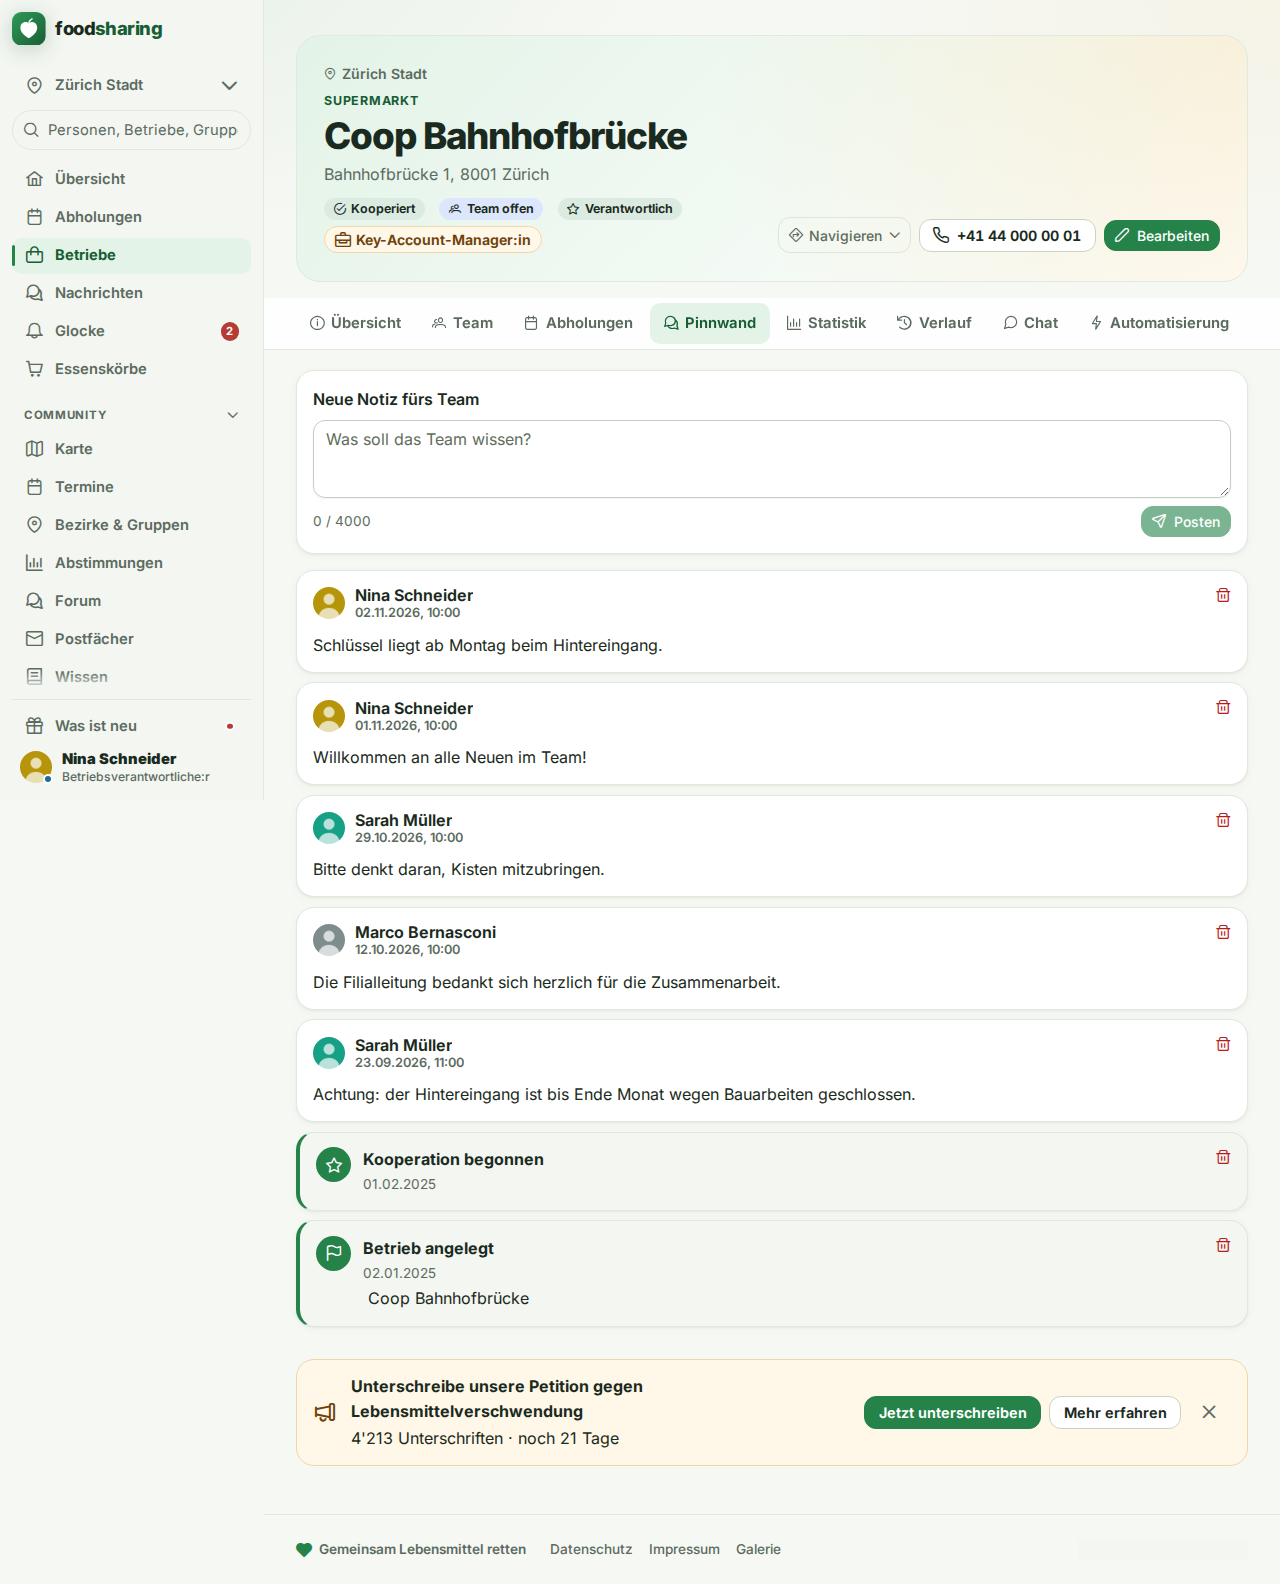 foodsharing
Zürich Stadt
Personen, Betriebe, Grupp
Übersicht
Abholungen
Betriebe
Nachrichten
Glocke 2
Essenskörbe
COMMUNITY
Karte
Termine
Bezirke & Gruppen
Abstimmungen
Forum
Postfächer
Wissen
Was ist neu
Nina Schneider
Betriebsverantwortliche:r
Zürich Stadt
SUPERMARKT
Coop Bahnhofbrücke
Bahnhofbrücke 1, 8001 Zürich
Kooperiert Team offen Verantwortlich
Key-Account-Manager:in
Navigieren +41 44 000 00 01 Bearbeiten
Übersicht Team Abholungen Pinnwand Statistik Verlauf Chat Automatisierung
Neue Notiz fürs Team
Was soll das Team wissen?
0 / 4000 Posten
Nina Schneider
02.11.2026, 10:00
Schlüssel liegt ab Montag beim Hintereingang.
Nina Schneider
01.11.2026, 10:00
Willkommen an alle Neuen im Team!
Sarah Müller
29.10.2026, 10:00
Bitte denkt daran, Kisten mitzubringen.
Marco Bernasconi
12.10.2026, 10:00
Die Filialleitung bedankt sich herzlich für die Zusammenarbeit.
Sarah Müller
23.09.2026, 11:00
Achtung: der Hintereingang ist bis Ende Monat wegen Bauarbeiten geschlossen.
Kooperation begonnen
01.02.2025
Betrieb angelegt
02.01.2025
Coop Bahnhofbrücke
Unterschreibe unsere Petition gegen
Lebensmittelverschwendung
4'213 Unterschriften · noch 21 Tage
Jetzt unterschreiben Mehr erfahren
Gemeinsam Lebensmittel retten Datenschutz Impressum Galerie